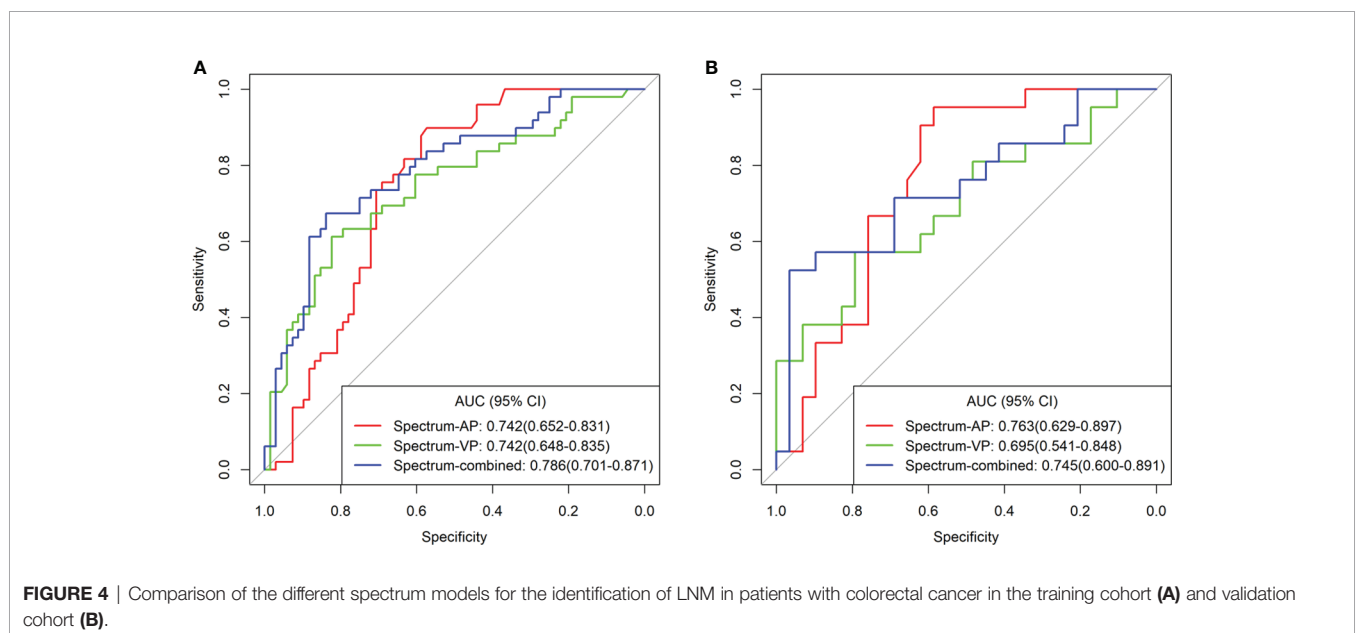 A
1.0
0.8
0.6
0.4
0.2
0.0
Sensitivity
AUC (95% CI)
Spectrum-AP: 0.742(0.652-0.831)
Spectrum-VP: 0.742(0.648-0.835)
Spectrum-combined: 0.786(0.701-0.871)
1.0 0.8 0.6 0.4 0.2 0.0
Specificity
B
1.0
0.8
0.6
0.4
0.2
0.0
Sensitivity
AUC (95% CI)
Spectrum-AP: 0.763(0.629-0.897)
Spectrum-VP: 0.695(0.541-0.848)
Spectrum-combined: 0.745(0.600-0.891)
1.0 0.8 0.6 0.4 0.2 0.0
Specificity
FIGURE 4 | Comparison of the different spectrum models for the identification of LNM in patients with colorectal cancer in the training cohort (A) and validation
cohort (B).